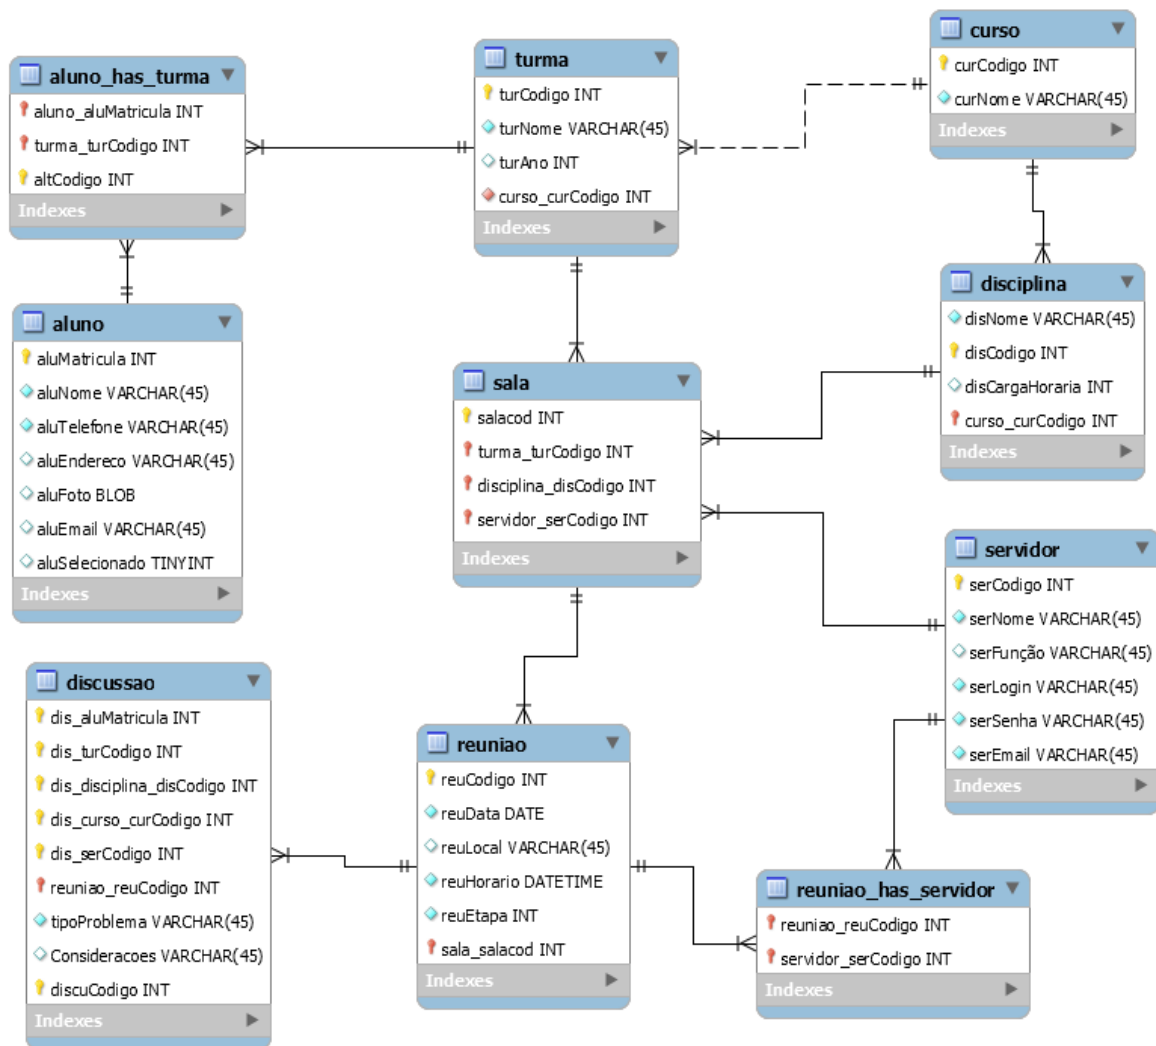 aluno_has_turma
aluno_aluMatricula INT
turma_turCodigo INT
altCodigo INT
Indexes
turma
turCodigo INT
turNome VARCHAR(45)
turAno INT
curso_curCodigo INT
Indexes
curso
curCodigo INT
curNome VARCHAR(45)
Indexes
aluno
aluMatricula INT
aluNome VARCHAR(45)
aluTelefone VARCHAR(45)
aluEndereco VARCHAR(45)
aluFoto BLOB
aluEmail VARCHAR(45)
aluSelecionado TINYINT
Indexes
sala
salacod INT
turma_turCodigo INT
disciplina_disCodigo INT
servidor_serCodigo INT
Indexes
disciplina
disNome VARCHAR(45)
disCodigo INT
disCargaHoraria INT
curso_curCodigo INT
Indexes
servidor
serCodigo INT
serNome VARCHAR(45)
serFunção VARCHAR(45)
serLogin VARCHAR(45)
serSenha VARCHAR(45)
serEmail VARCHAR(45)
Indexes
discussao
dis_aluMatricula INT
dis_turCodigo INT
dis_disciplina_disCodigo INT
dis_curso_curCodigo INT
dis_serCodigo INT
reuniao_reuCodigo INT
tipoProblema VARCHAR(45)
Consideracoes VARCHAR(45)
discuCodigo INT
Indexes
reuniao
reuCodigo INT
reuData DATE
reuLocal VARCHAR(45)
reuHorario DATETIME
reuEtapa INT
sala_salacod INT
Indexes
reuniao_has_servidor
reuniao_reuCodigo INT
servidor_serCodigo INT
Indexes